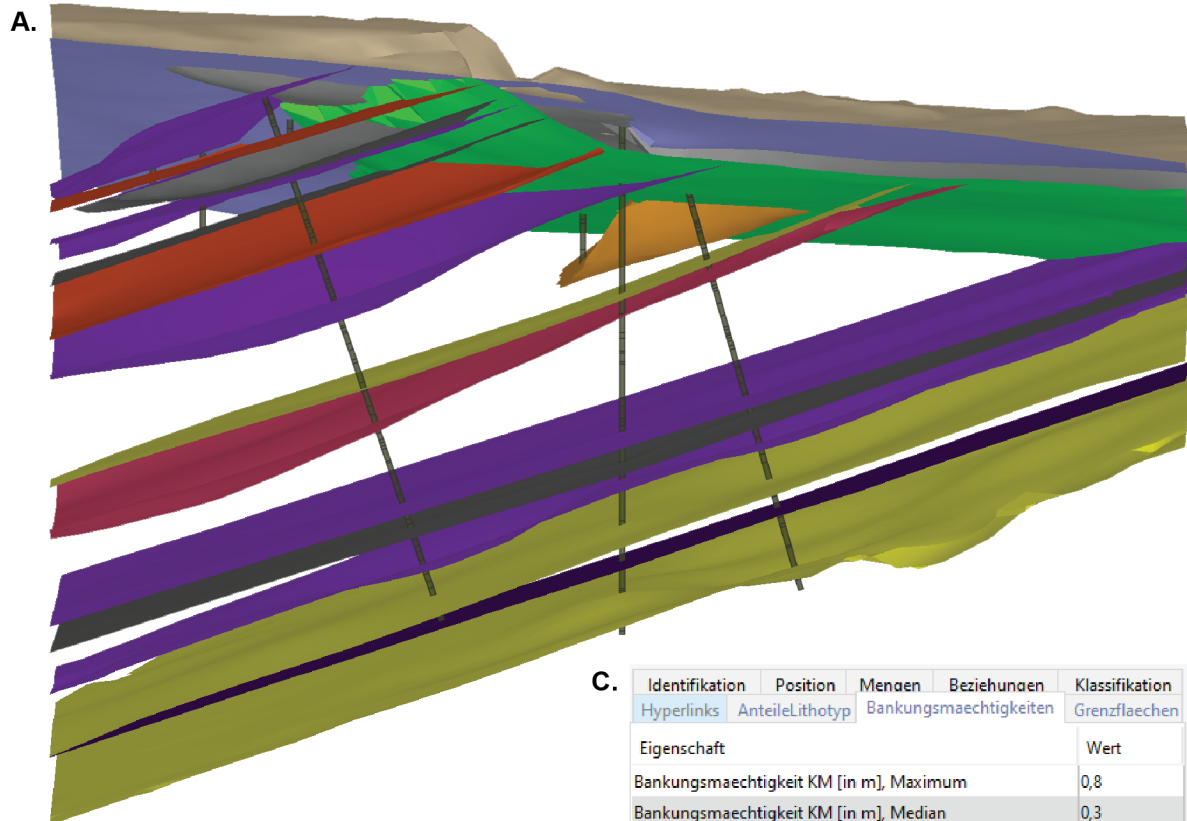 A.
C.
Identifikation Position Mengen Beziehungen Klassifikation
Hyperlinks AnteileLithotyp Bankungsmaechtigkeiten Grenzflaechen
Eigenschaft Wert
Bankungsmaechtigkeit KM [in m], Maximum 0,8
Bankungsmaechtigkeit KM [in m], Median 0,3